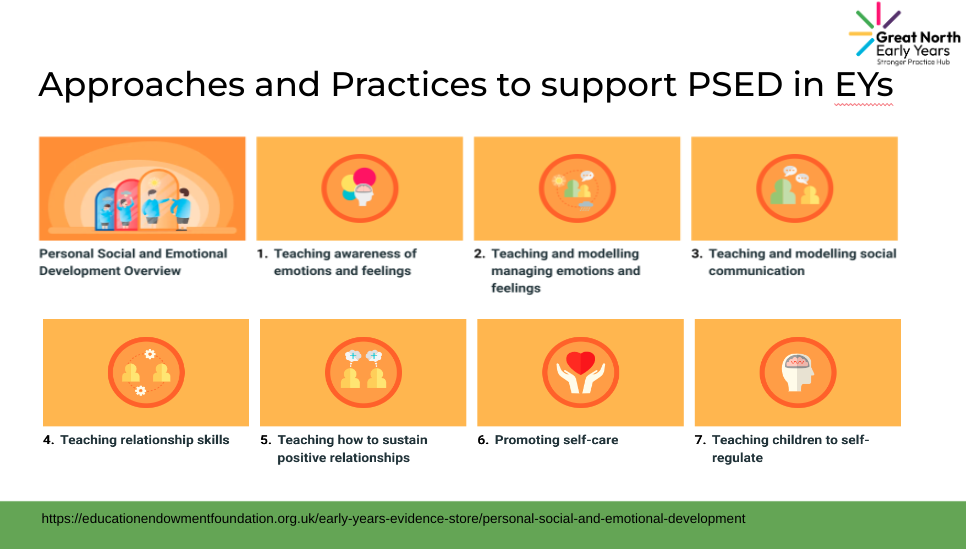 Great North
Early Years
Stronger Practice Hub
Approaches and Practices to support PSED in EYs
Personal Social and Emotional
Development Overview
1. Teaching awareness of
emotions and feelings
2. Teaching and modelling
managing emotions and
feelings
3. Teaching and modelling social
communication
4. Teaching relationship skills
5. Teaching how to sustain
positive relationships
6. Promoting self-care
7. Teaching children to self-
regulate
https://educationendowmentfoundation.org.uk/early-years-evidence-store/personal-social-and-emotional-development